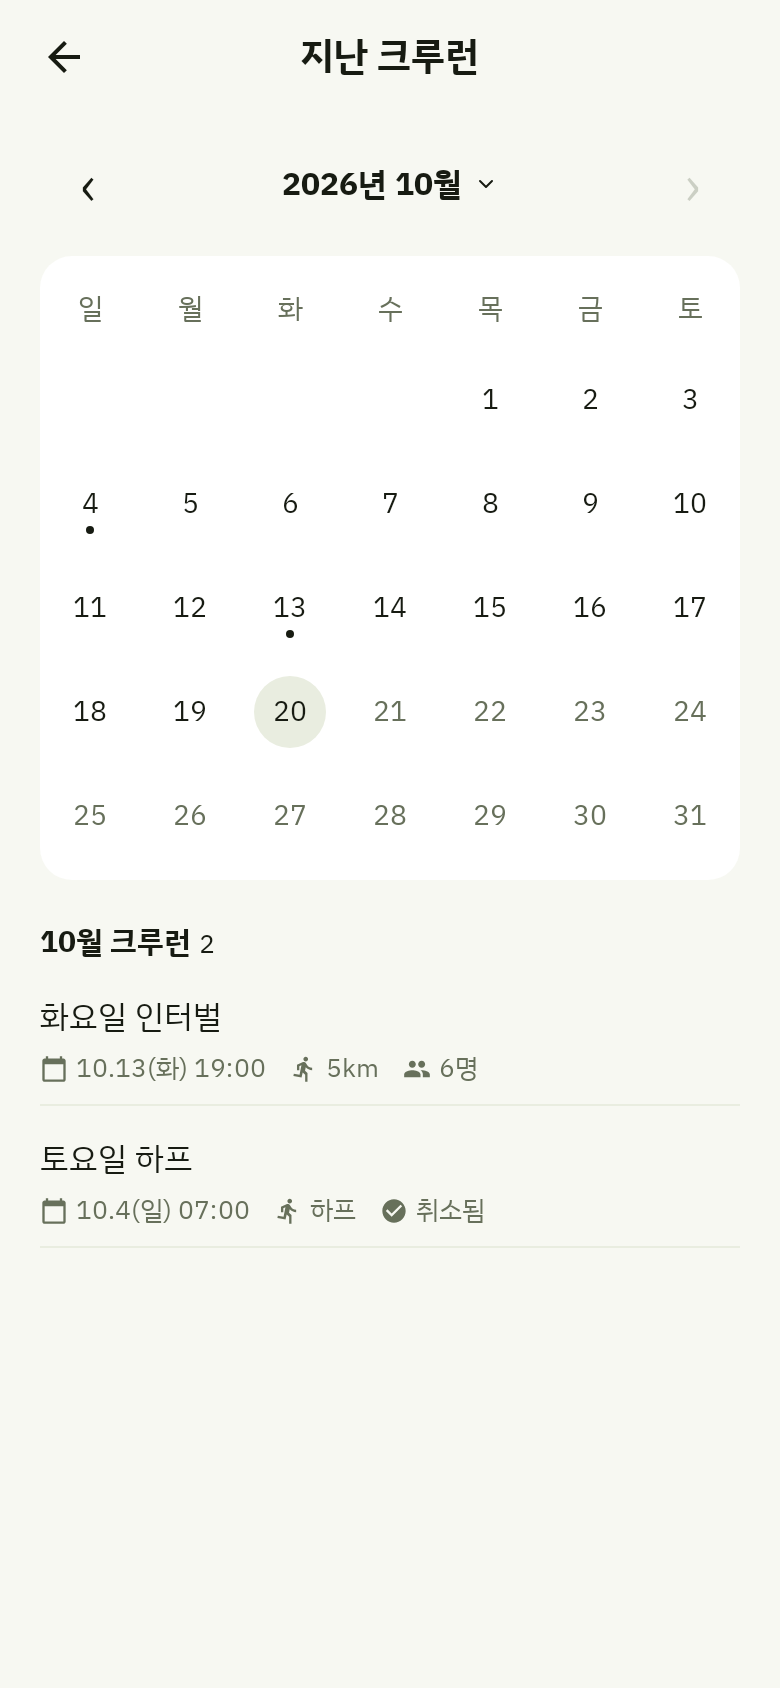 지난 크루런
2026년 10월
일 월 화 수 목 금 토
1 2 3
4 5 6 7 8 9 10
11 12 13 14 15 16 17
18 19 20 21 22 23 24
25 26 27 28 29 30 31
10월 크루런 2
화요일 인터벌
10.13(화) 19:00 5km 6명
토요일 하프
10.4(일) 07:00 하프 취소됨